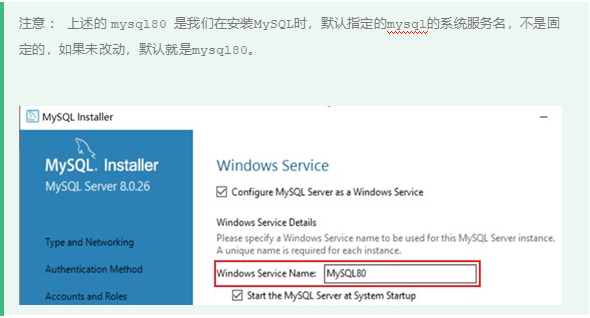 注意： 上述的 mysql80 是我们在安装MySQL时，默认指定的mysql的系统服务名，不是固
定的，如果未改动，默认就是mysql80。
MySQL Installer
MySQL. Installer
MySQL Server 8.0.26
Type and Networking
Authentication Method
Accounts and Roles
Windows Service
Configure MySQL Server as a Windows Service
Windows Service Details
Please specify a Windows Service name to be used for this MySQL Server instance.
A unique name is required for each instance.
Windows Service Name: MySQL80
Start the MySQL Server at System Startup